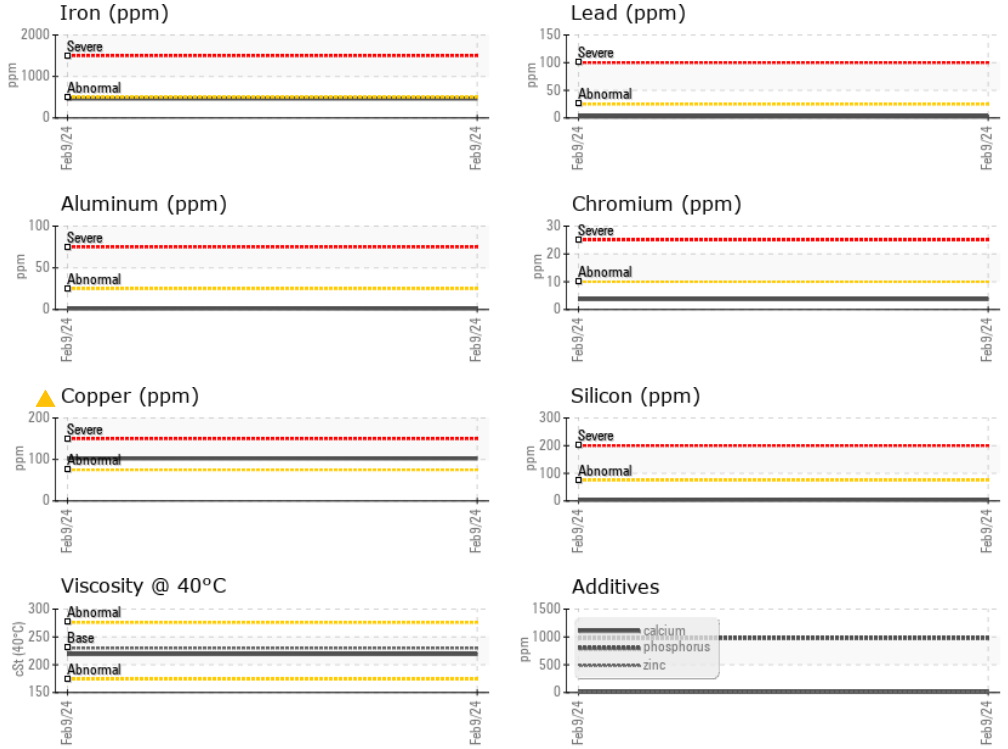 Iron (ppm)
2000
1000
0
ppm
Severe
Abnormal
Feb9/24
Feb9/24
Lead (ppm)
150
100
50
0
ppm
Severe
Abnormal
Feb9/24
Feb9/24
Aluminum (ppm)
100
50
0
ppm
Severe
Abnormal
Feb9/24
Feb9/24
Chromium (ppm)
30
20
10
0
ppm
Severe
Abnormal
Feb9/24
Feb9/24
Copper (ppm)
200
100
0
ppm
Severe
Abnormal
Feb9/24
Feb9/24
Silicon (ppm)
300
200
100
0
ppm
Severe
Abnormal
Feb9/24
Feb9/24
Viscosity @ 40°C
300
250
200
150
cSt (40°C)
Abnormal
Base
Abnormal
Feb9/24
Feb9/24
Additives
1500
1000
500
0
ppm
calcium
phosphorus
zinc
Feb9/24
Feb9/24